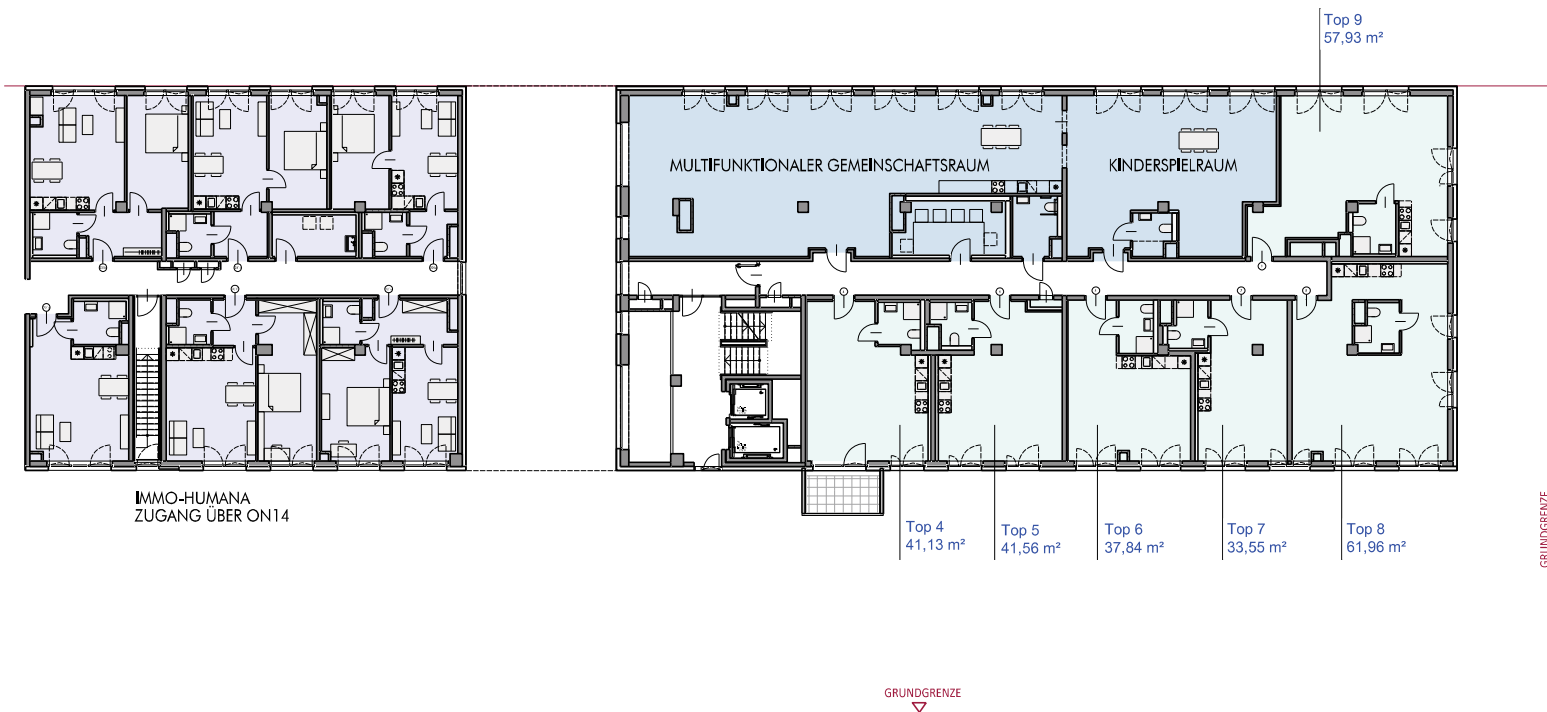 Top 9
57,93 m²
MULTIFUNKTIONALER GEMEINSCHAFTSRAUM
KINDERSPIELRAUM
IMMO-HUMANA
ZUGANG ÜBER ON14
Top 4
41,13 m²
Top 5
41,56 m²
Top 6
37,84 m²
Top 7
33,55 m²
Top 8
61,96 m²
GRUNDGRENZE
GRUNDGRENZE